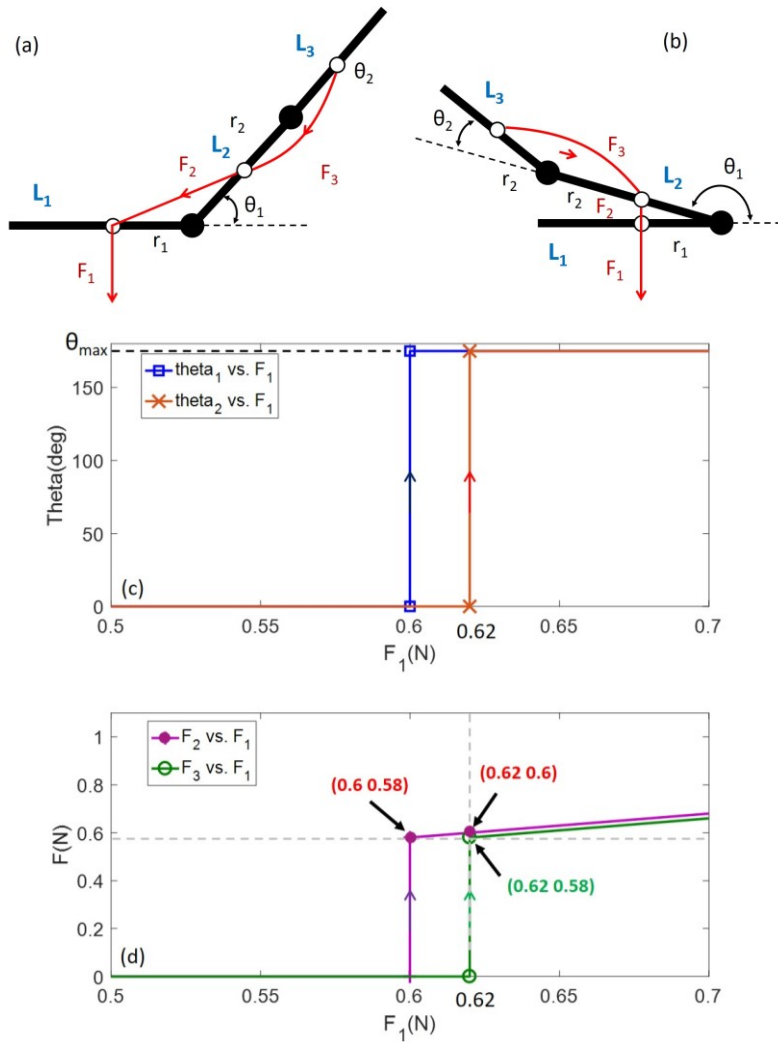 (a)
L3
θ2
r2
L2
F2
F3
L1
θ1
r1
F1
(b)
L3
θ2
F3
r2
r2
L2
θ1
F2
L1
F1
r1
θmax
theta1 vs. F1
theta2 vs. F1
150
100
50
0
Theta(deg)
(c)
0.5
0.55
0.6
0.62
0.65
0.7
F1(N)
F2 vs. F1
F3 vs. F1
1
0.8
0.6
0.4
0.2
0
F(N)
(0.6 0.58)
(0.62 0.6)
(0.62 0.58)
(d)
0.5
0.55
0.6
0.62
0.65
0.7
F1(N)